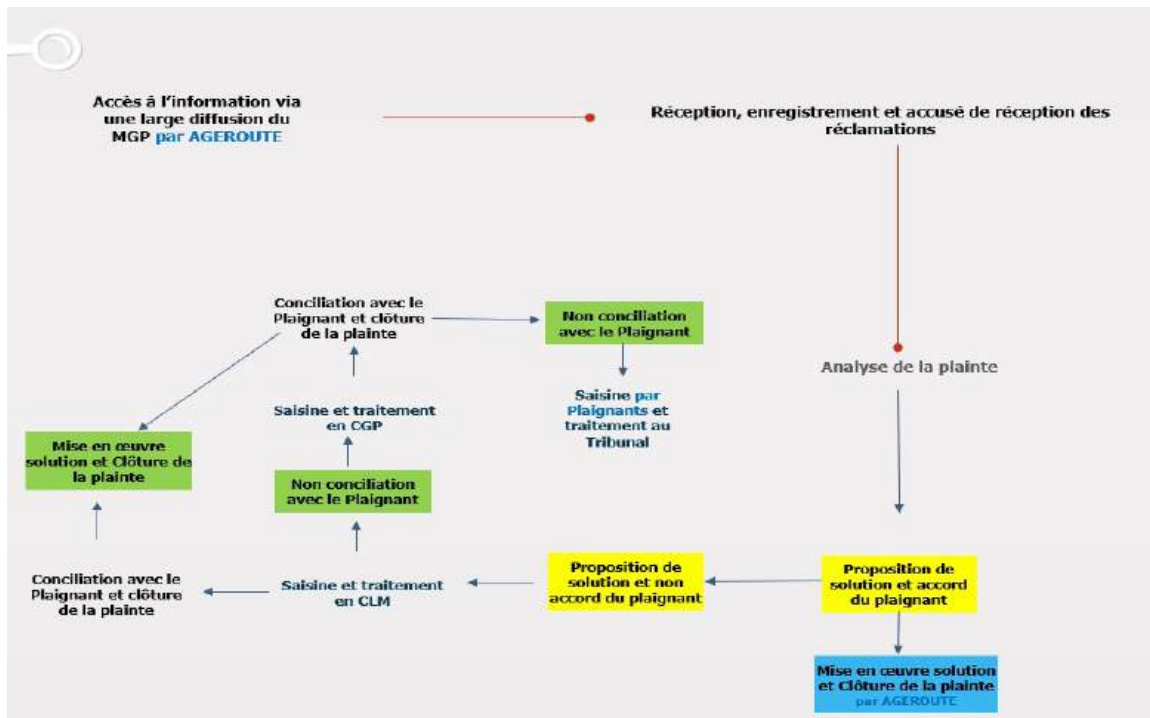 Accès à l'information via
une large diffusion du
MGP par AGEROUTE
Réception, enregistrement et accusé de réception des
réclamations
Conciliation avec le
Plaignant et clôture
de la plainte
Non conciliation
avec le Plaignant
Analyse de la plainte
Saisine et traitement
en CGP
Saisine par
Plaignants et
traitement au
Tribunal
Mise en œuvre
solution et Clôture de
la plainte
Non conciliation
avec le Plaignant
Conciliation avec le
Plaignant et clôture
de la plainte
Saisine et traitement
en CLM
Proposition de
solution et non
accord du plaignant
Proposition de
solution et accord
du plaignant
Mise en œuvre solution
et Clôture de la plainte
par AGEROUTE